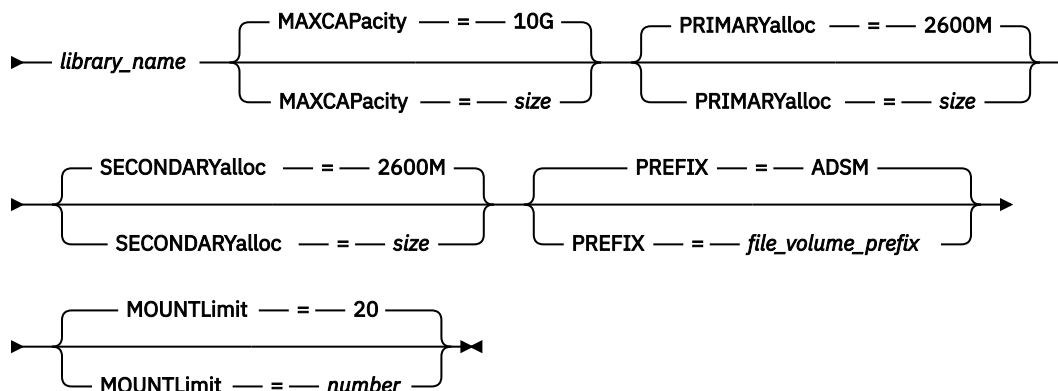 MAXCAPacity = 10G PRIMARYalloc = 2600M
library_name
MAXCAPacity = size PRIMARYalloc = size
SECONDARYalloc = 2600M PREFIX = ADSM
SECONDARYalloc = size PREFIX = file_volume_prefix
MOUNTLimit = 20
MOUNTLimit = number